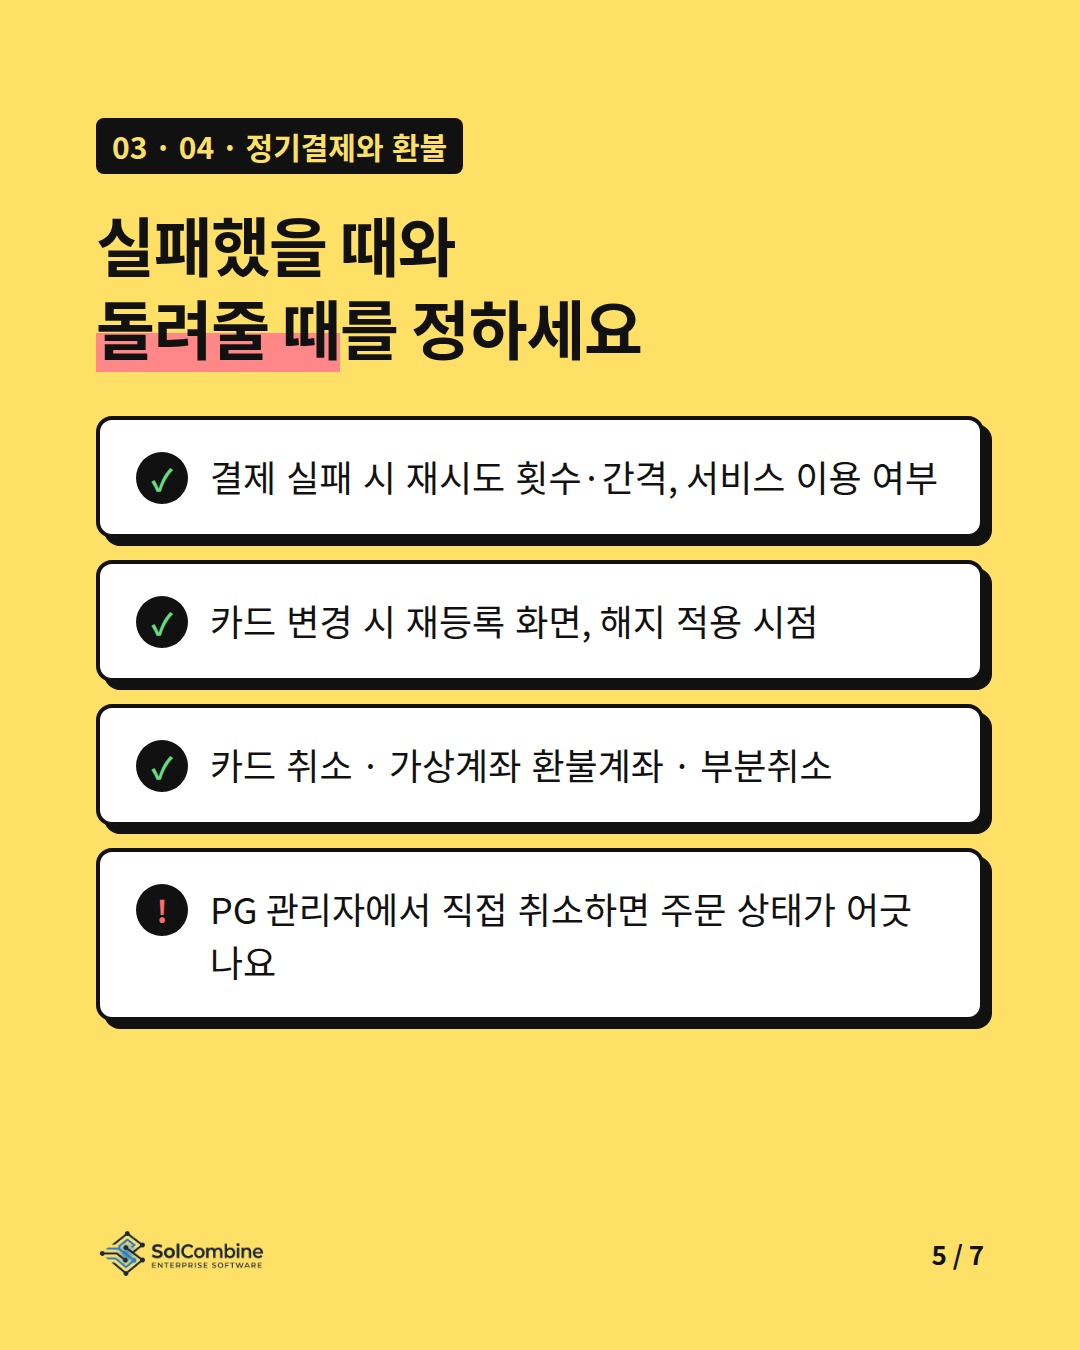 03 · 04 · 정기결제와 환불
실패했을 때와
돌려줄 때를 정하세요
✓ 결제 실패 시 재시도 횟수·간격, 서비스 이용 여부
✓ 카드 변경 시 재등록 화면, 해지 적용 시점
✓ 카드 취소 · 가상계좌 환불계좌 · 부분취소
! PG 관리자에서 직접 취소하면 주문 상태가 어긋
나요
SolCombine
ENTERPRISE SOFTWARE
5 / 7